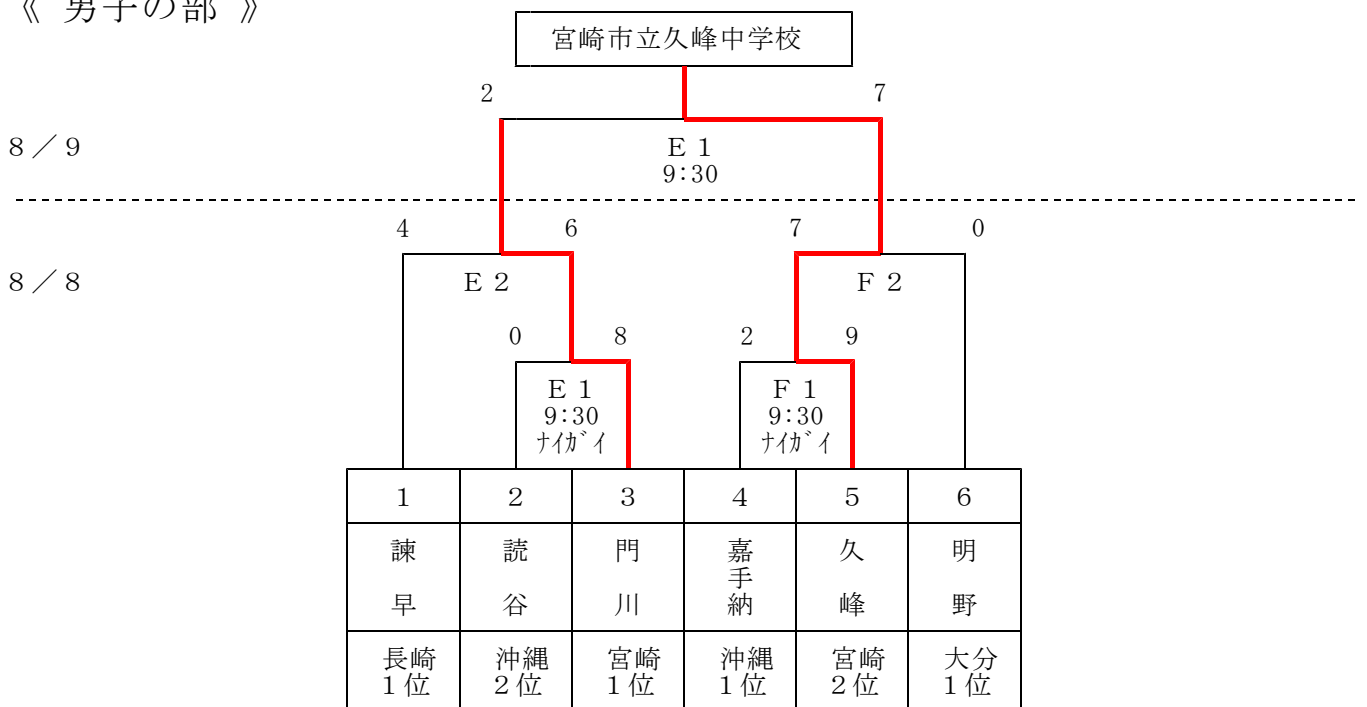 《 男子の部 》
宮崎市立久峰中学校
2 7
8／9
E 1
9:30
4 6 7 0
8／8
E 2 F 2
0 8 2 9
E 1 F 1
9:30 9:30
ﾅｲｶﾞｲ ﾅｲｶﾞｲ
1 2 3 4 5 6
諫早 読谷 門川 嘉手納 久峰 明野
長崎 沖縄 宮崎 沖縄 宮崎 大分
1位 2位 1位 1位 2位 1位